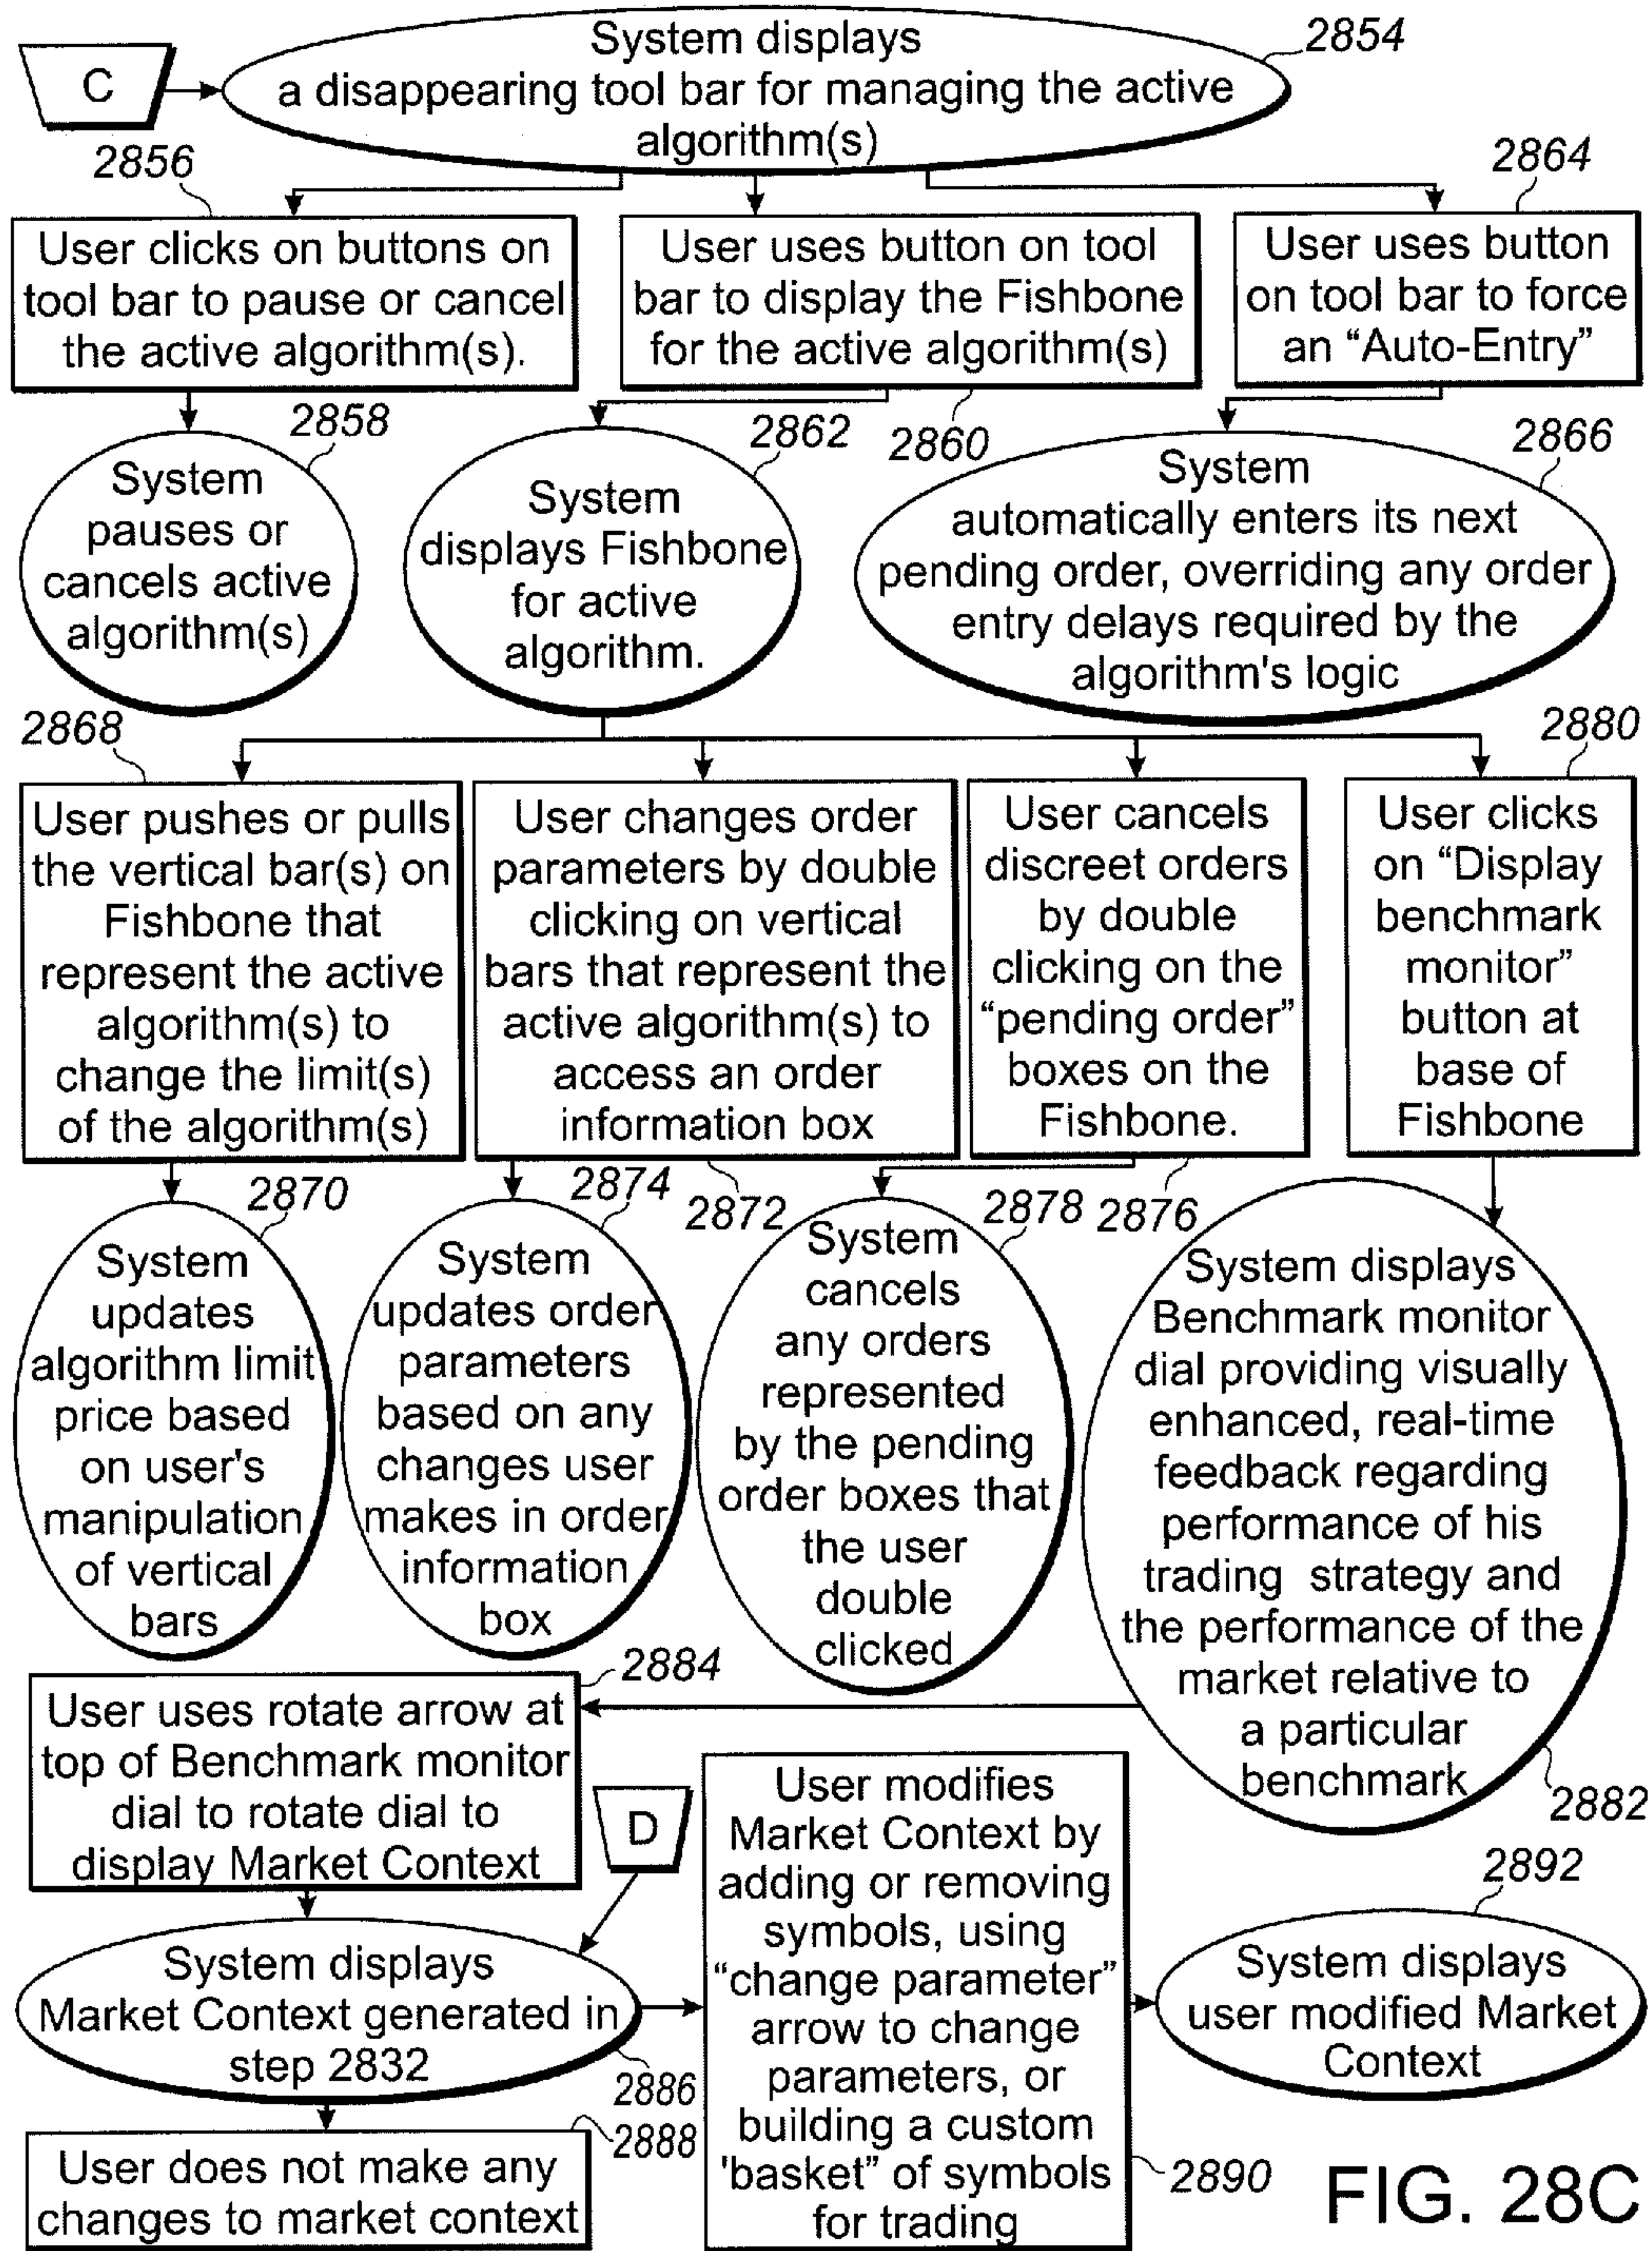 C
System displays
a disappearing tool bar for managing the active
algorithm(s)
2854
2856
User clicks on buttons on
tool bar to pause or cancel
the active algorithm(s).
User uses button on tool
bar to display the Fishbone
for the active algorithm(s)
2864
User uses button
on tool bar to force
an “Auto-Entry”
2858
System
pauses or
cancels active
algorithm(s)
2862
2860
System
displays Fishbone
for active
algorithm.
2866
System
automatically enters its next
pending order, overriding any order
entry delays required by the
algorithm's logic
2868
User pushes or pulls
the vertical bar(s) on
Fishbone that
represent the active
algorithm(s) to
change the limit(s)
of the algorithm(s)
User changes order
parameters by double
clicking on vertical
bars that represent the
active algorithm(s) to
access an order
information box
User cancels
discreet orders
by double
clicking on the
“pending order”
boxes on the
Fishbone.
2880
User clicks
on “Display
benchmark
monitor”
button at
base of
Fishbone
2870
System
updates
algorithm limit
price based
on user's
manipulation
of vertical
bars
2874
2872
System
updates order
parameters
based on any
changes user
makes in order
information
box
2878
2876
System
cancels
any orders
represented
by the pending
order boxes that
the user
double
clicked
System displays
Benchmark monitor
dial providing visually
enhanced, real-time
feedback regarding
performance of his
trading strategy and
the performance of the
market relative to
a particular
benchmark
2882
2884
User uses rotate arrow at
top of Benchmark monitor
dial to rotate dial to
display Market Context
D
System displays
Market Context generated in
step 2832
2886
2888
User does not make any
changes to market context
User modifies
Market Context by
adding or removing
symbols, using
“change parameter”
arrow to change
parameters, or
building a custom
'basket” of symbols
for trading
2890
2892
System displays
user modified Market
Context
FIG. 28C